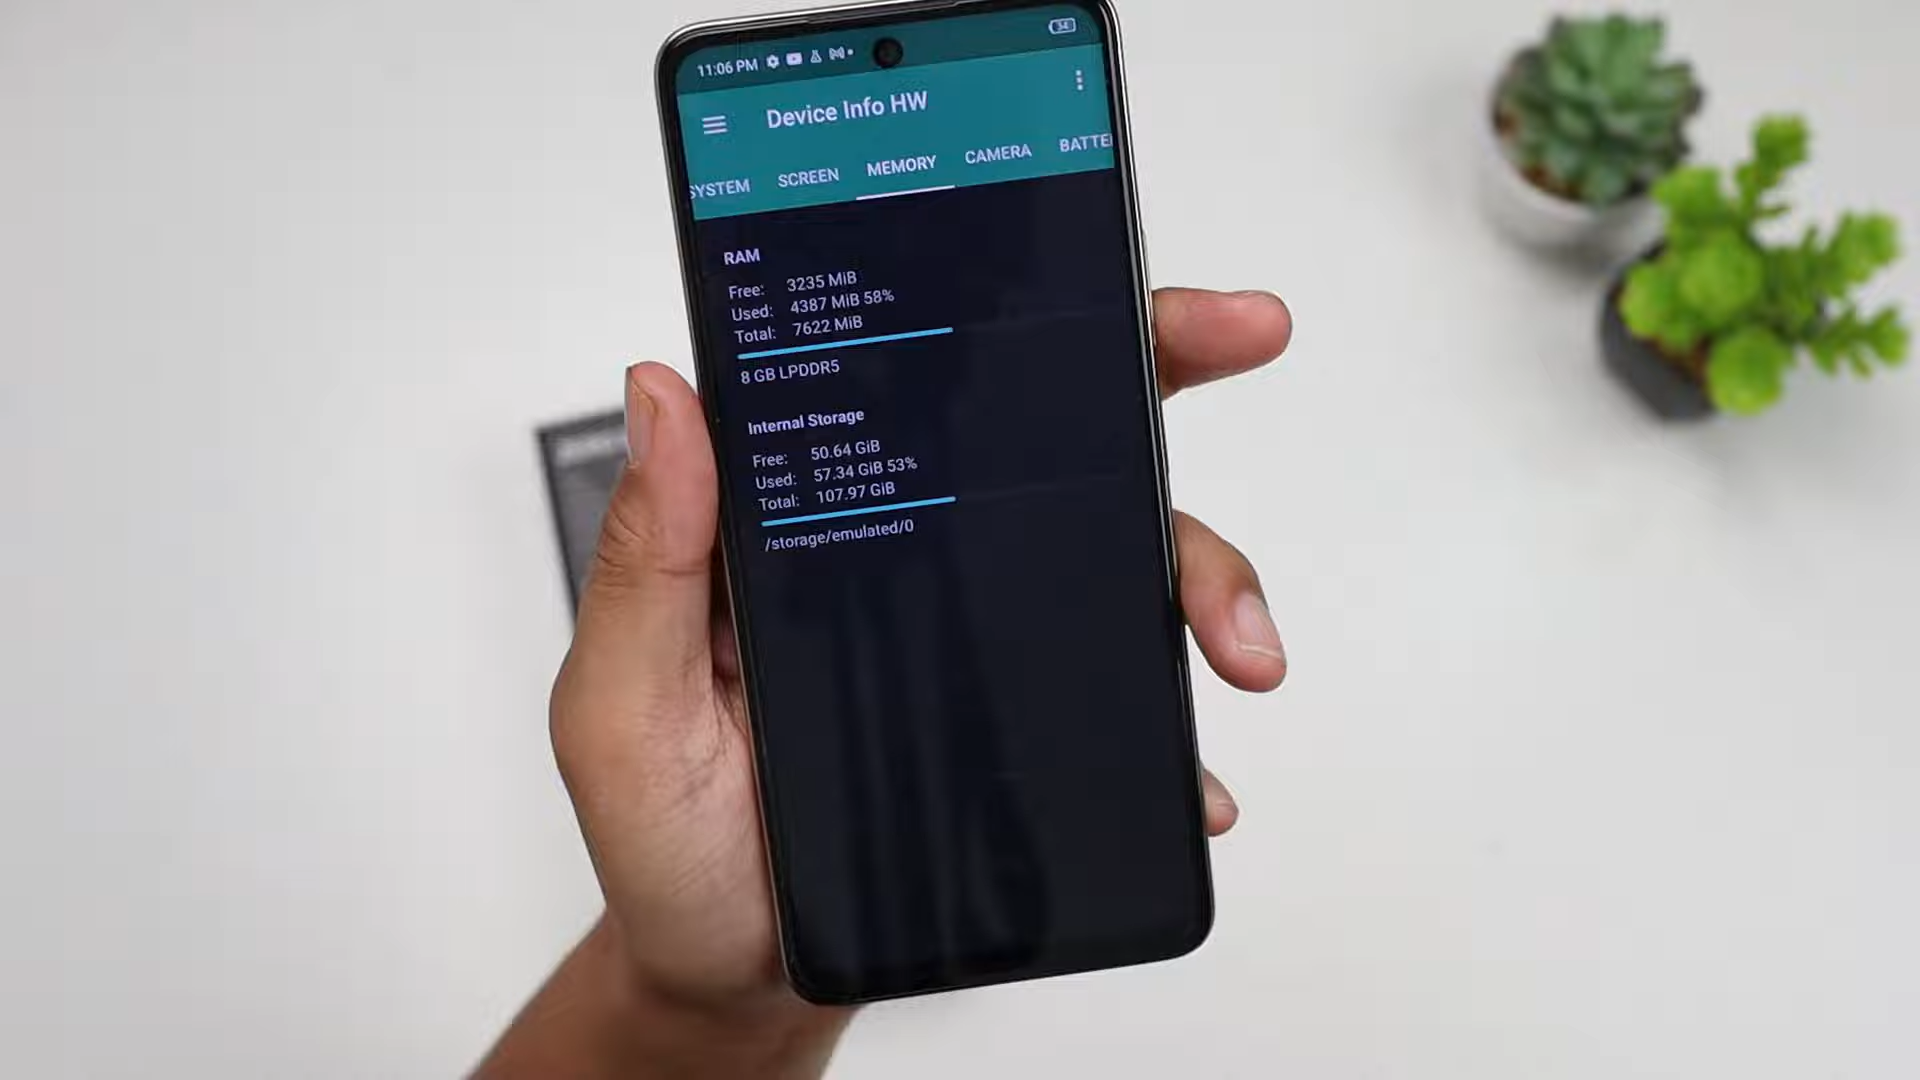 11:06 PM
34
Device Info HW
SYSTEM SCREEN MEMORY CAMERA BATTE
RAM
Free: 3235 MiB
Used: 4387 MiB 58%
Total: 7622 MiB
8 GB LPDDR5
Internal Storage
Free: 50.64 GiB
Used: 57.34 GiB 53%
Total: 107.97 GiB
/storage/emulated/0